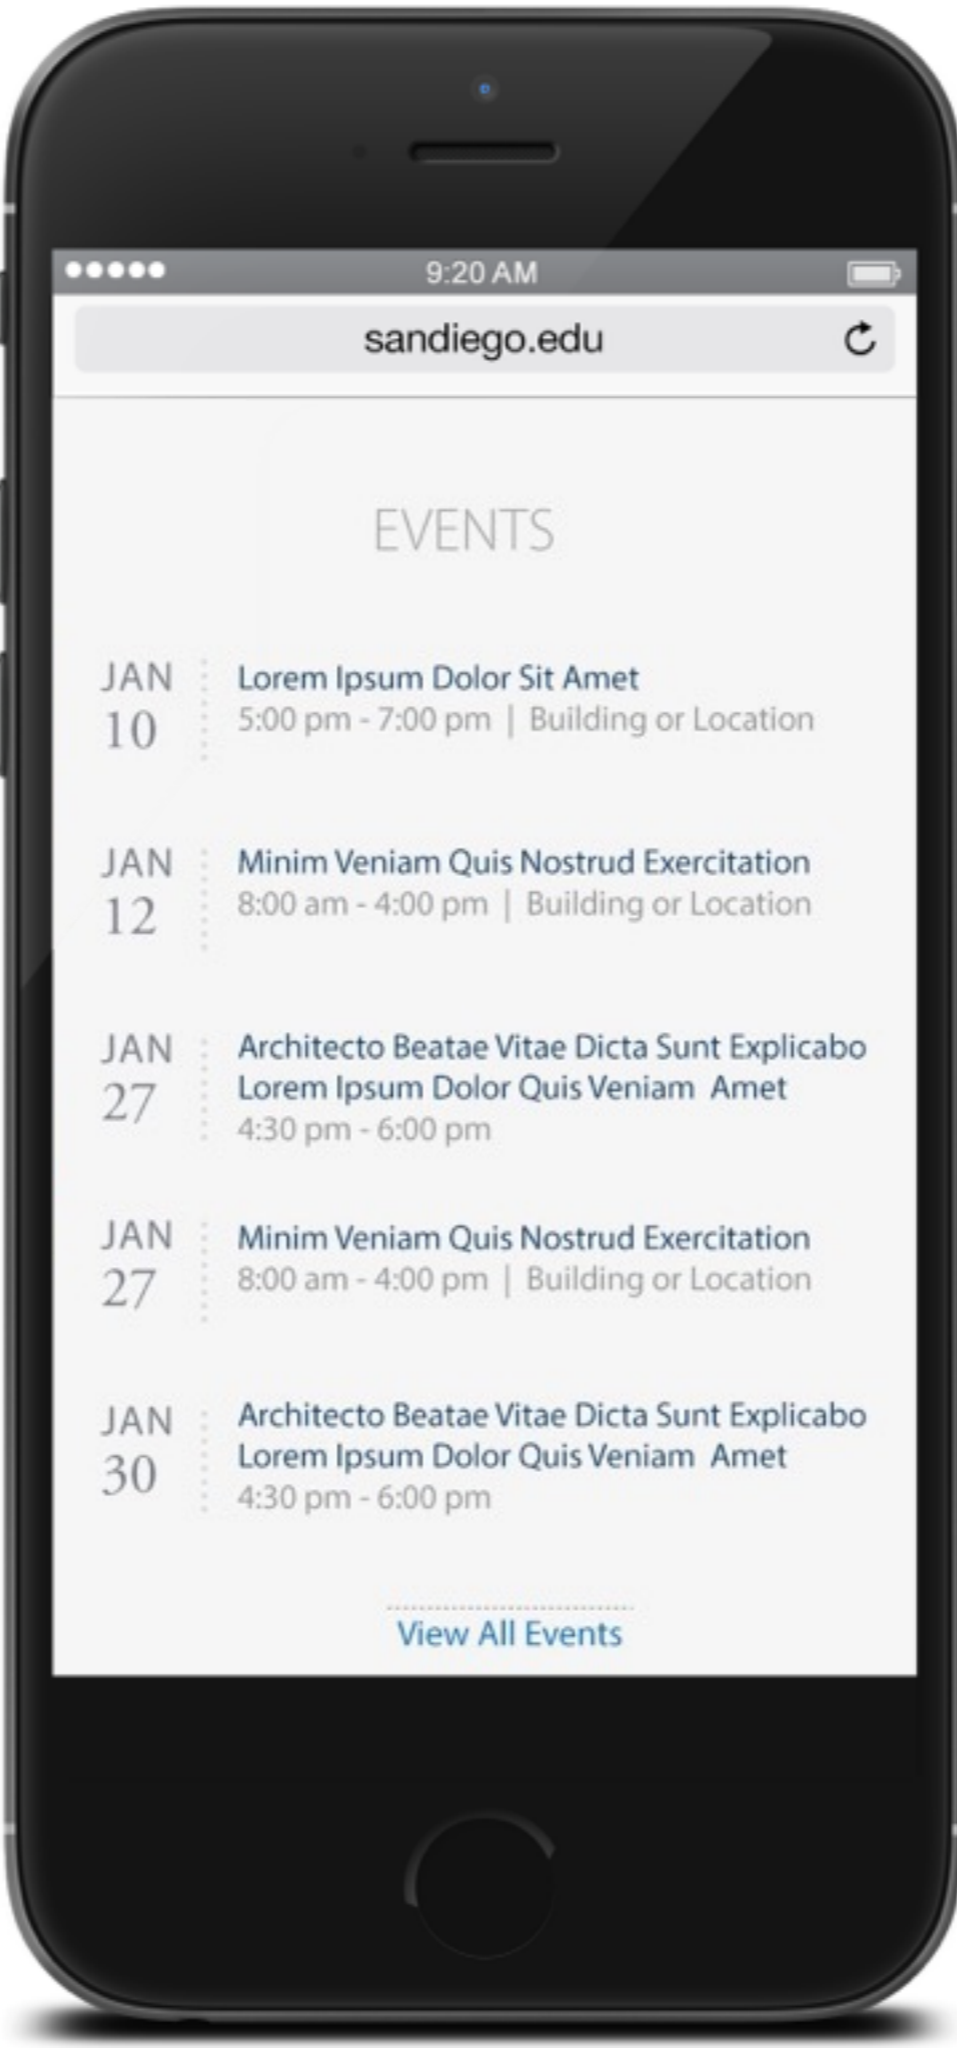 9:20 AM
sandiego.edu
EVENTS
JAN
10
Lorem Ipsum Dolor Sit Amet
5:00 pm - 7:00 pm | Building or Location
JAN
12
Minim Veniam Quis Nostrud Exercitation
8:00 am - 4:00 pm | Building or Location
JAN
27
Architecto Beatae Vitae Dicta Sunt Explicabo
Lorem Ipsum Dolor Quis Veniam  Amet
4:30 pm - 6:00 pm
JAN
27
Minim Veniam Quis Nostrud Exercitation
8:00 am - 4:00 pm | Building or Location
JAN
30
Architecto Beatae Vitae Dicta Sunt Explicabo
Lorem Ipsum Dolor Quis Veniam  Amet
4:30 pm - 6:00 pm
View All Events